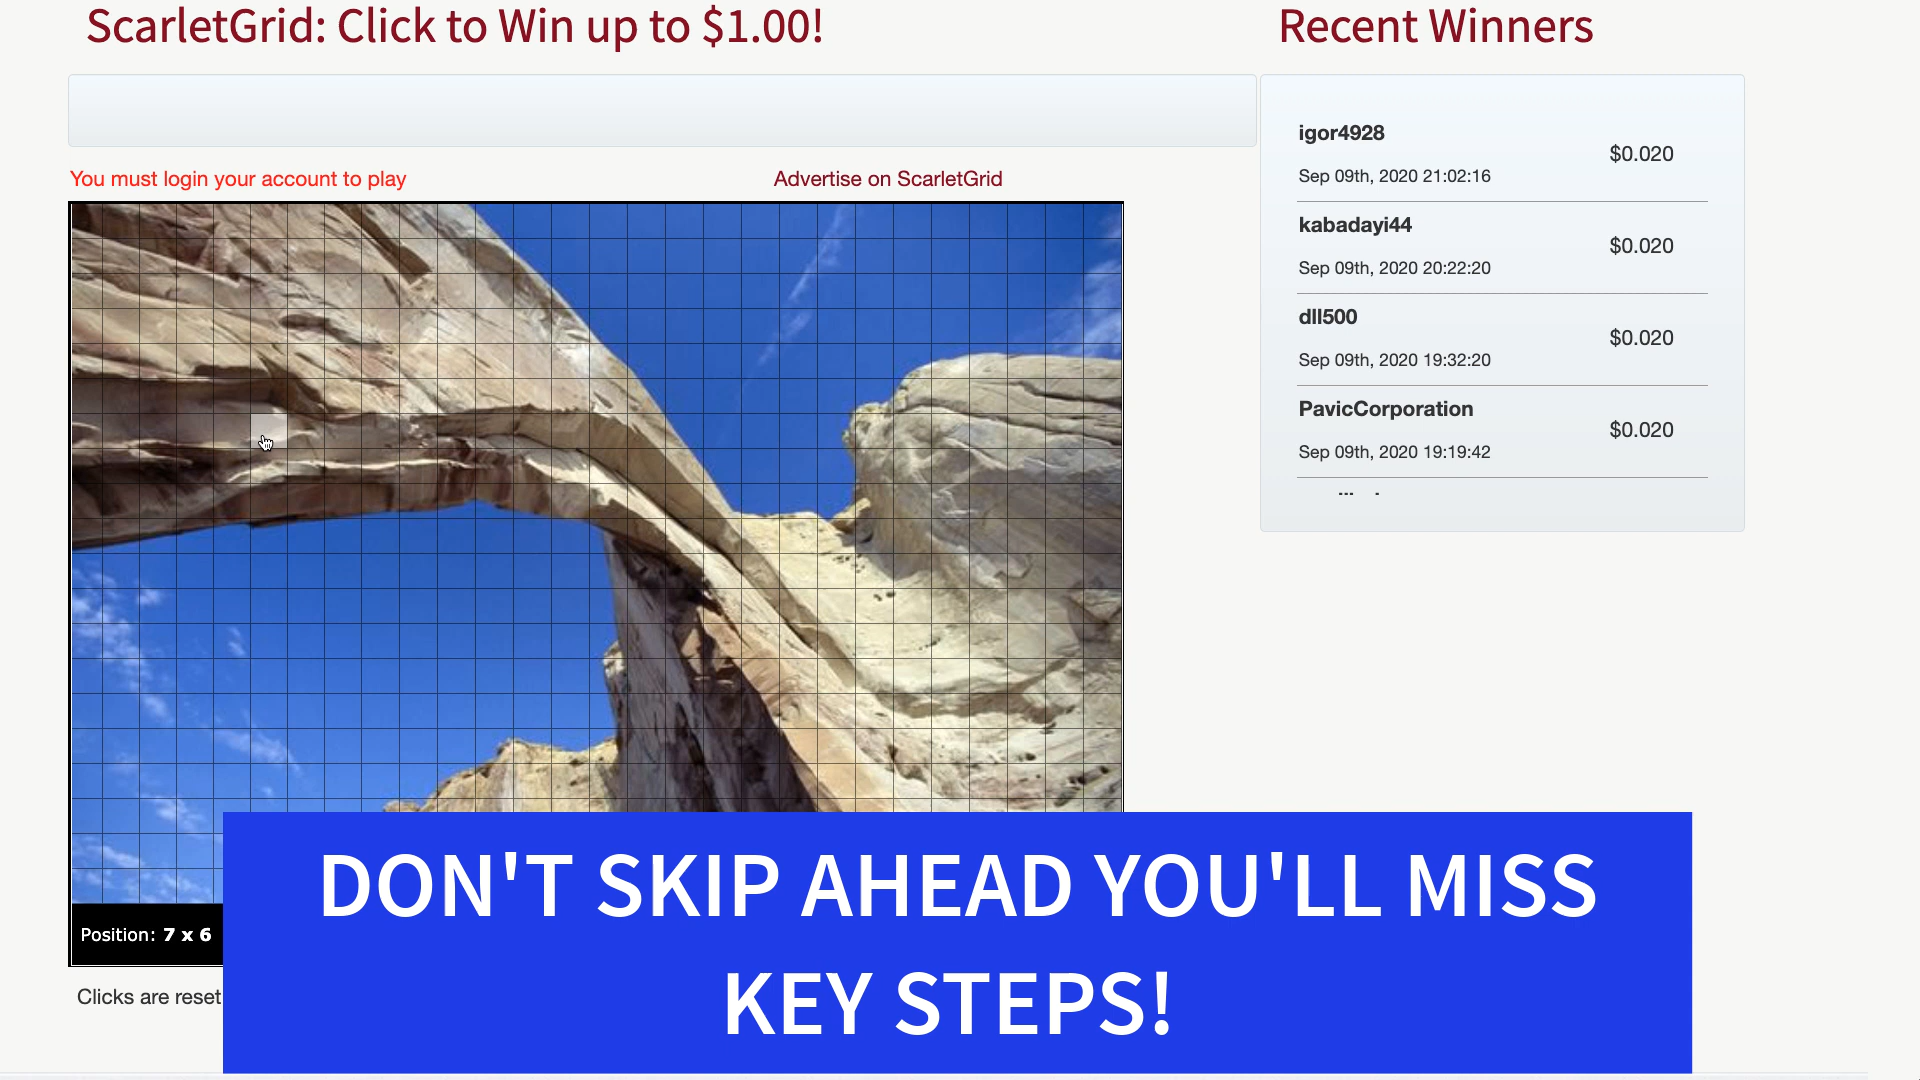 ScarletGrid: Click to Win up to $1.00!
Recent Winners
You must login your account to play
Advertise on ScarletGrid
igor4928
$0.020
Sep 09th, 2020 21:02:16
kabadayi44
$0.020
Sep 09th, 2020 20:22:20
dll500
$0.020
Sep 09th, 2020 19:32:20
PavicCorporation
$0.020
Sep 09th, 2020 19:19:42
Position: 7 x 6
Clicks are reset
DON'T SKIP AHEAD YOU'LL MISS
KEY STEPS!